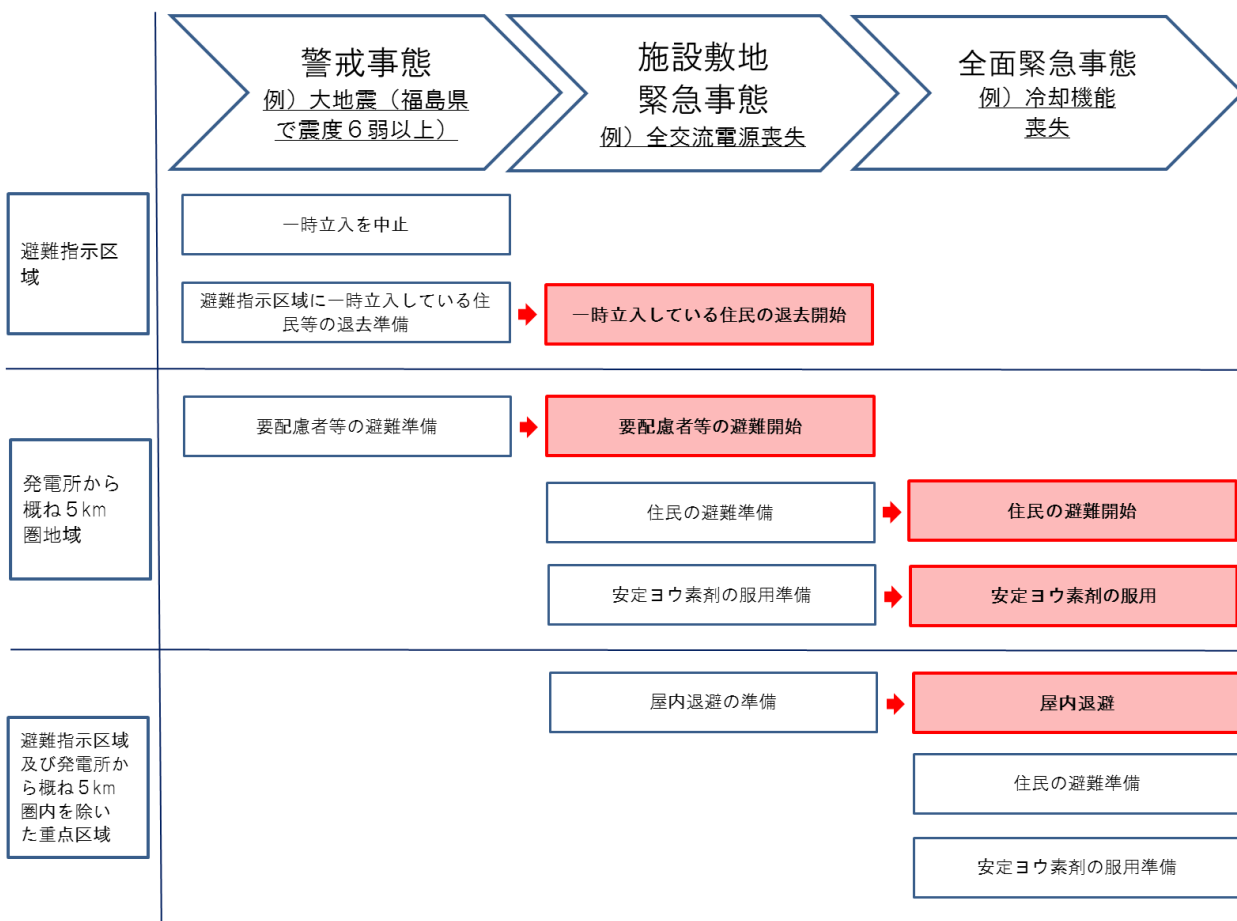 警戒事態
例）大地震（福島県
で震度６弱以上）
施設敷地
緊急事態
例）全交流電源喪失
全面緊急事態
例）冷却機能
喪失
避難指示区
域
一時立入を中止
避難指示区域に一時立入している住
民等の退去準備
一時立入している住民の退去開始
発電所から
概ね５km
圏地域
要配慮者等の避難準備
要配慮者等の避難開始
住民の避難準備
住民の避難開始
安定ヨウ素剤の服用準備
安定ヨウ素剤の服用
避難指示区域
及び発電所か
ら概ね５km
圏内を除い
た重点区域
屋内退避の準備
屋内退避
住民の避難準備
安定ヨウ素剤の服用準備